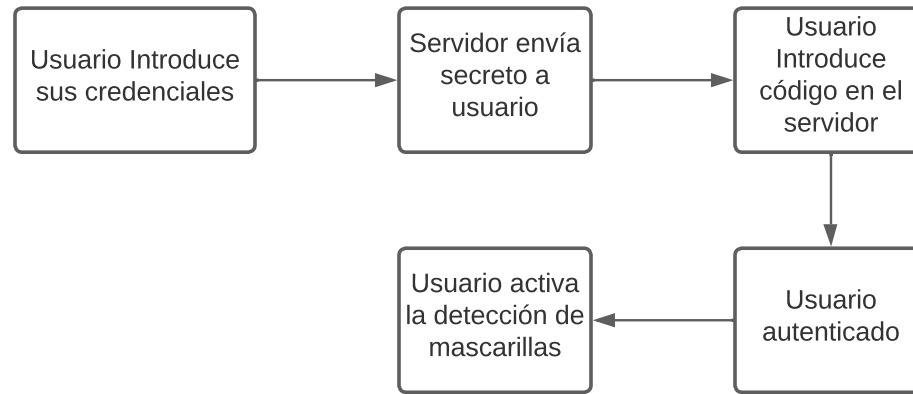 Usuario Introduce
sus credenciales
Servidor envía
secreto a
usuario
Usuario
Introduce
código en el
servidor
Usuario
autenticado
Usuario activa
la detección de
mascarillas